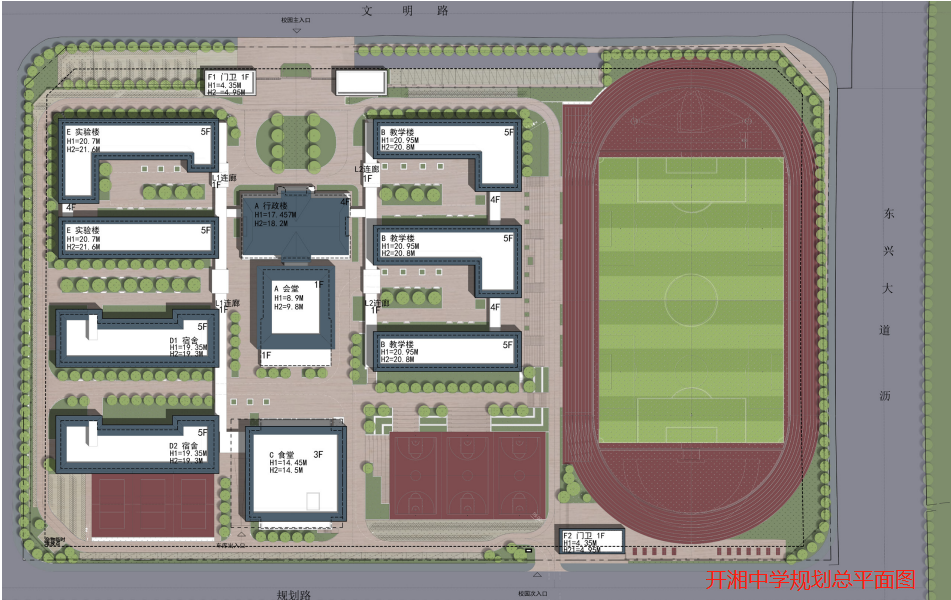 文 明 路
校园主入口
F1 门卫 1F
H1=4.35M
H2 =4.95M
E 实验楼 5F
H1=20.7M
H2=21.6M
4F
B 教学楼 5F
H1=20.95M
H2=20.8M
L1连廊
1F
L2连廊
1F
4F
A 行政楼 4F
H1=17.457M
H2=18.2M
E 实验楼 5F
H1=20.7M
H2=21.6M
B 教学楼 5F
H1=20.95M
H2=20.8M
东
兴
大
道
沥
A 会堂 1F
H1=8.9M
H2=9.8M
1F
L1连廊
1F
L2连廊
1F
4F
5F
D1 宿舍
H1=19.35M
H2=19.3M
B 教学楼 5F
H1=20.95M
H2=20.8M
5F
D2 宿舍
H1=19.35M
H2=19.3M
C 食堂 3F
H1=14.45M
H2=14.5M
F2 门卫 1F
H1=4.35M
H21=4.95M
开湘中学规划总平面图
规划路
校园次入口